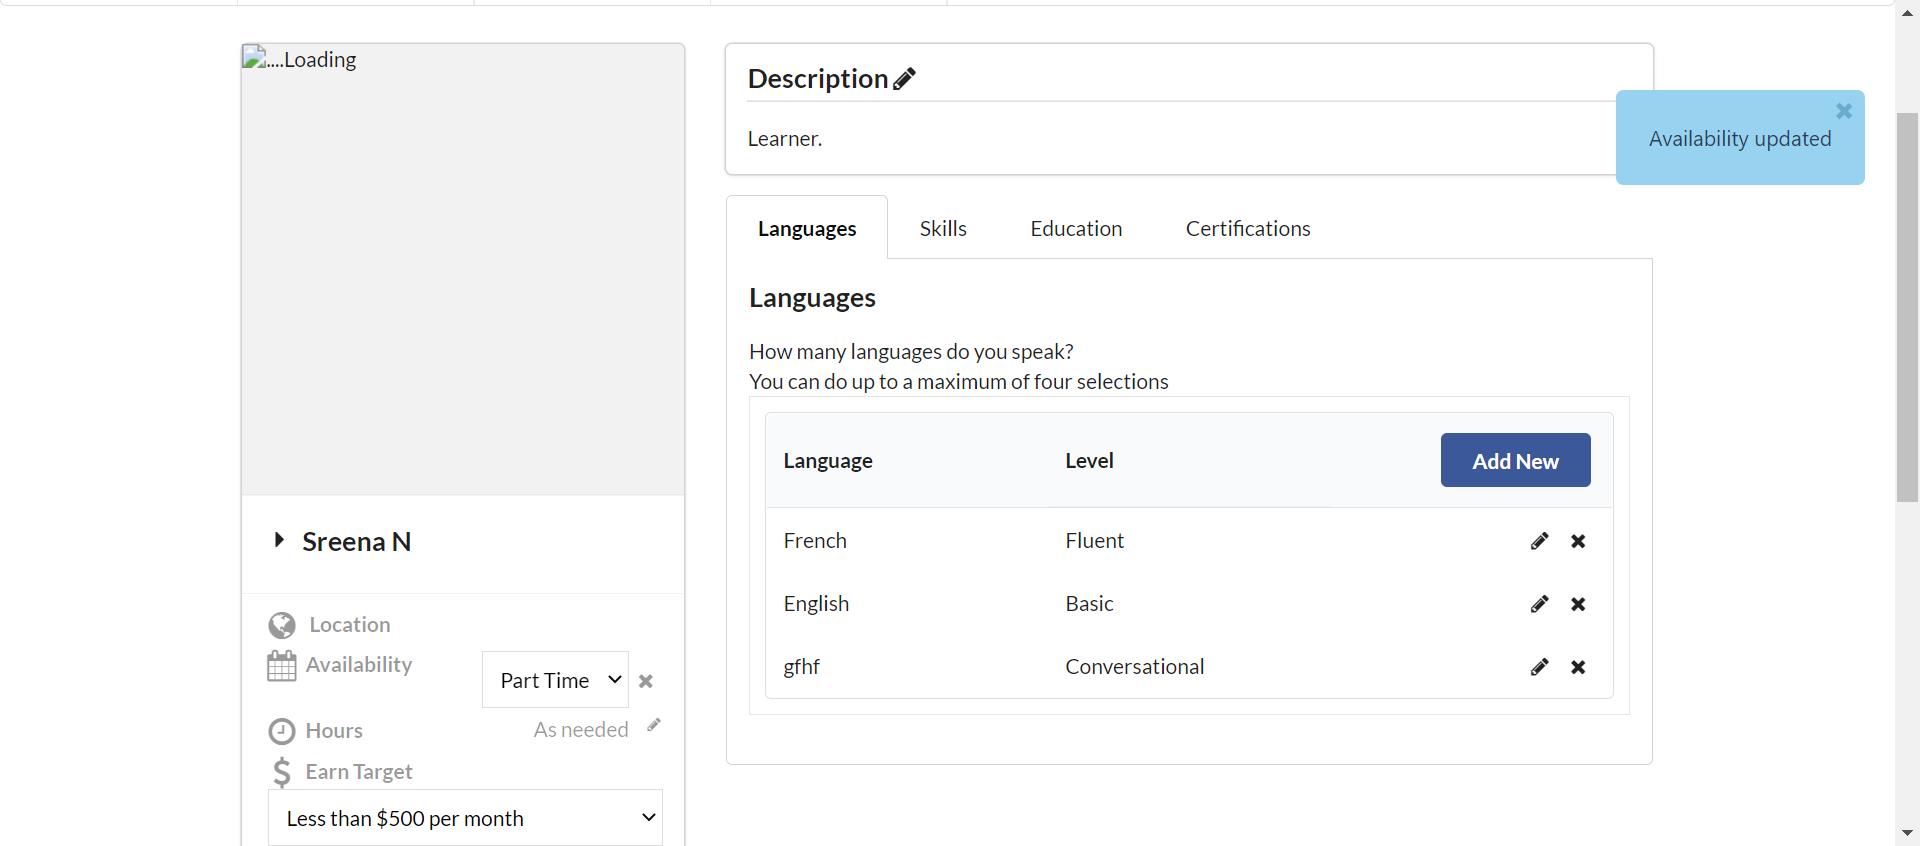 ....Loading
Sreena N
Location
Availability
Part Time
Hours
As needed
Earn Target
Less than $500 per month
Description
Learner.
Availability updated
Languages Skills Education Certifications
Languages
How many languages do you speak?
You can do up to a maximum of four selections
Language Level Add New
French Fluent
English Basic
gfhf Conversational